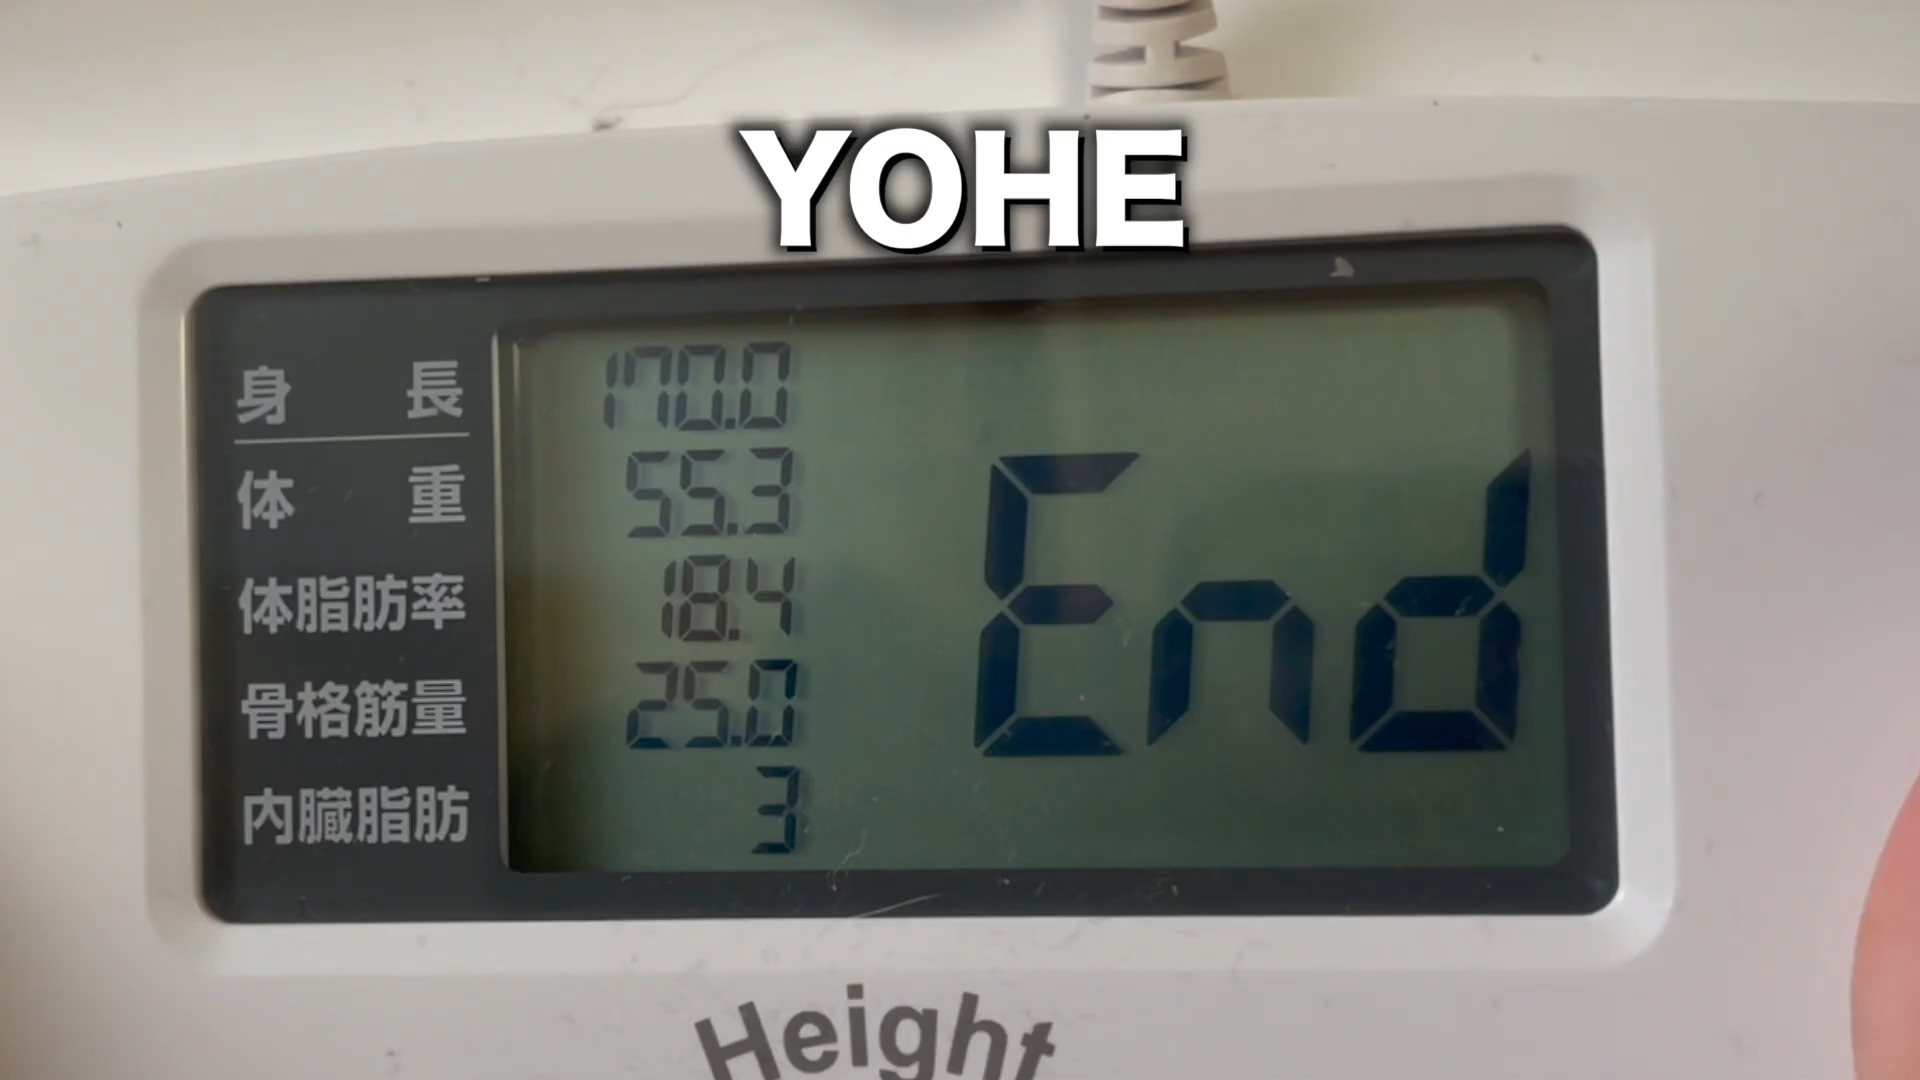 YOHE
身長 170.0
体重 55.3
体脂肪率 18.4
骨格筋量 25.0
内臓脂肪 3
End
Height